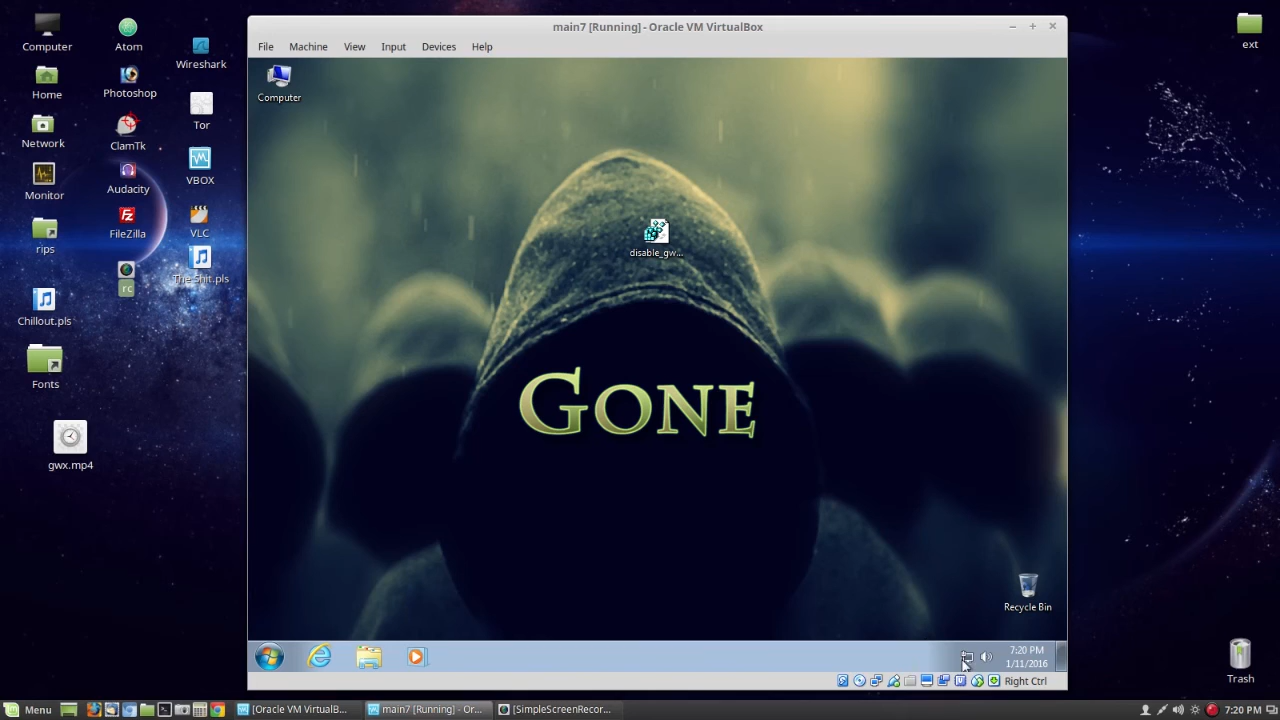 main7 [Running] - Oracle VM VirtualBox
File Machine View Input Devices Help
Computer
Home
Network
Monitor
rips
Chillout.pls
Fonts
gwx.mp4
Atom
Photoshop
ClamTk
Audacity
FileZilla
rc
Wireshark
Tor
VBOX
VLC
The Shit.pls
Computer
disable_gw...
GONE
Recycle Bin
7:20 PM
1/11/2016
Right Ctrl
ext
Trash
Menu
[Oracle VM VirtualB...
main7 [Running] - Or...
[SimpleScreenRecor...
7:20 PM